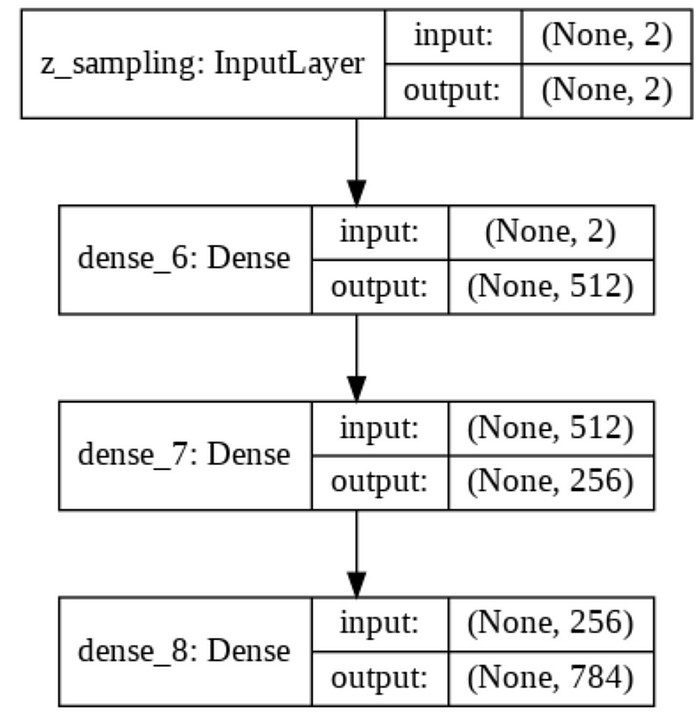 z_sampling: InputLayer
input: (None, 2)
output: (None, 2)
dense_6: Dense
input: (None, 2)
output: (None, 512)
dense_7: Dense
input: (None, 512)
output: (None, 256)
dense_8: Dense
input: (None, 256)
output: (None, 784)